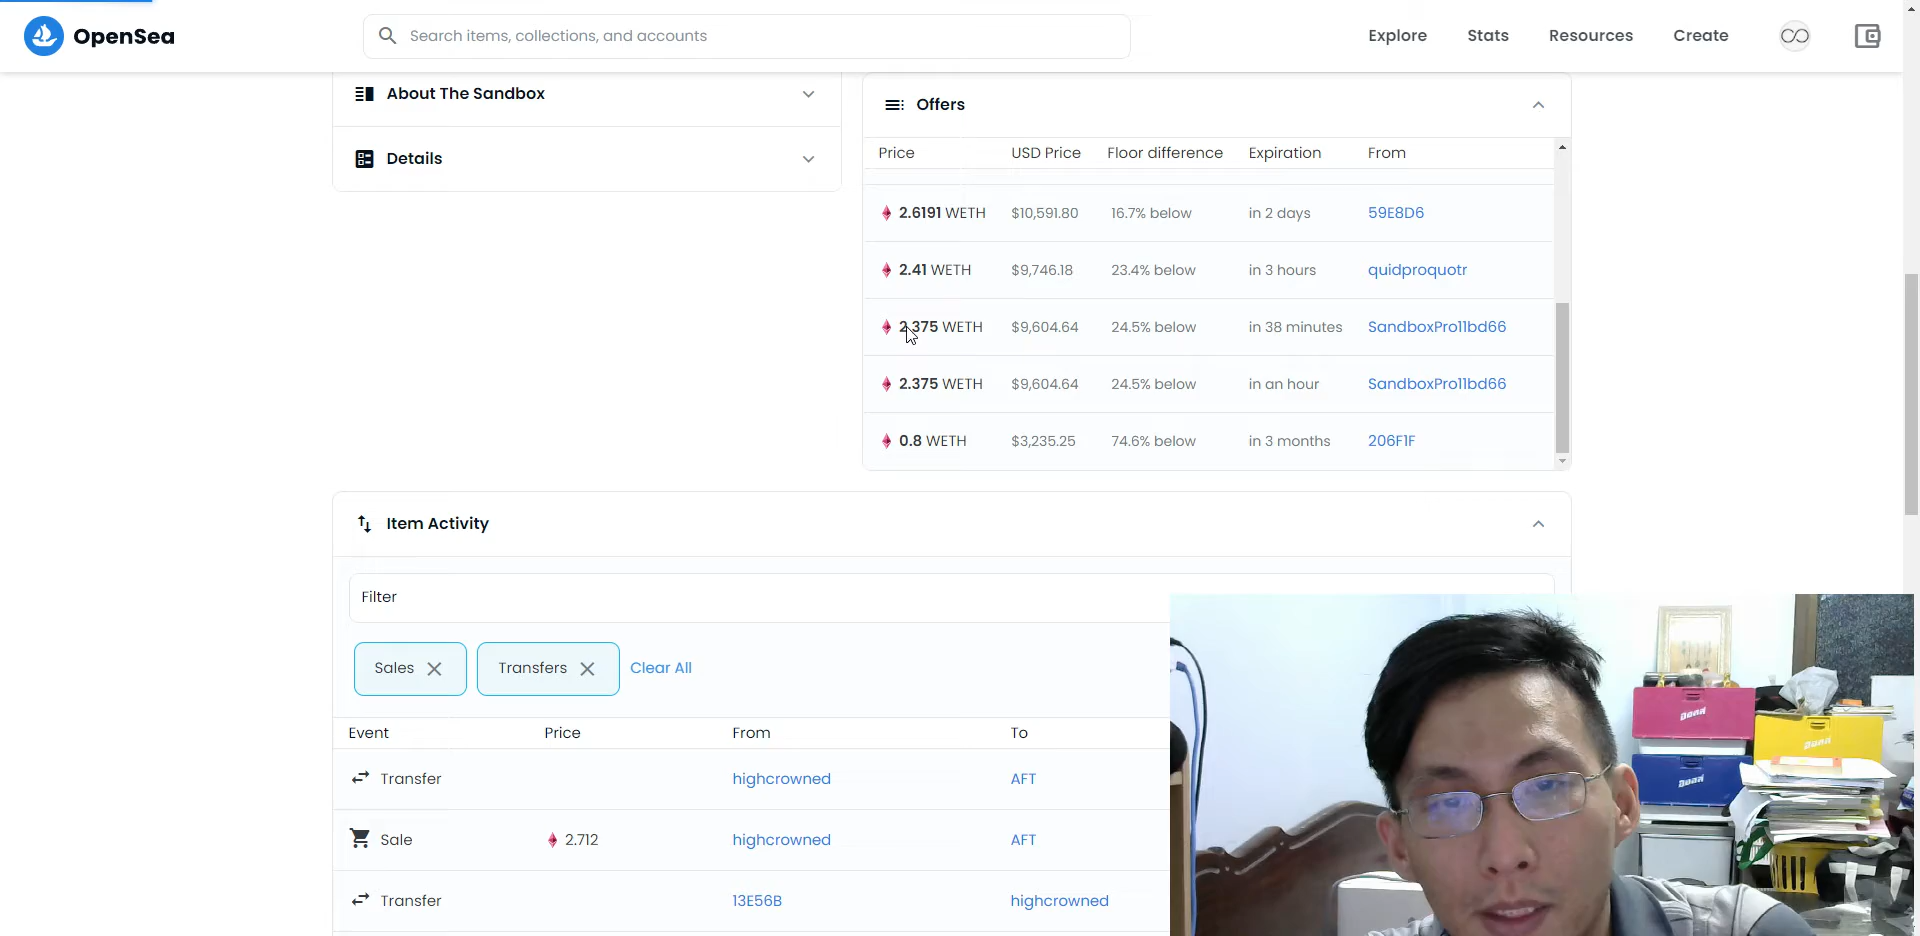 OpenSea
Search items, collections, and accounts
Explore
Stats
Resources
Create
About The Sandbox
Details
Offers
Price USD Price Floor difference Expiration From
2.6191 WETH $10,591.80 16.7% below in 2 days 59E8D6
2.41 WETH $9,746.18 23.4% below in 3 hours quidproquotr
2.375 WETH $9,604.64 24.5% below in 38 minutes SandboxPro11bd66
2.375 WETH $9,604.64 24.5% below in an hour SandboxPro11bd66
0.8 WETH $3,235.25 74.6% below in 3 months 206F1F
Item Activity
Filter
Sales
Transfers
Clear All
Event Price From To
Transfer highcrowned AFT
Sale 2.712 highcrowned AFT
Transfer 13E56B highcrowned